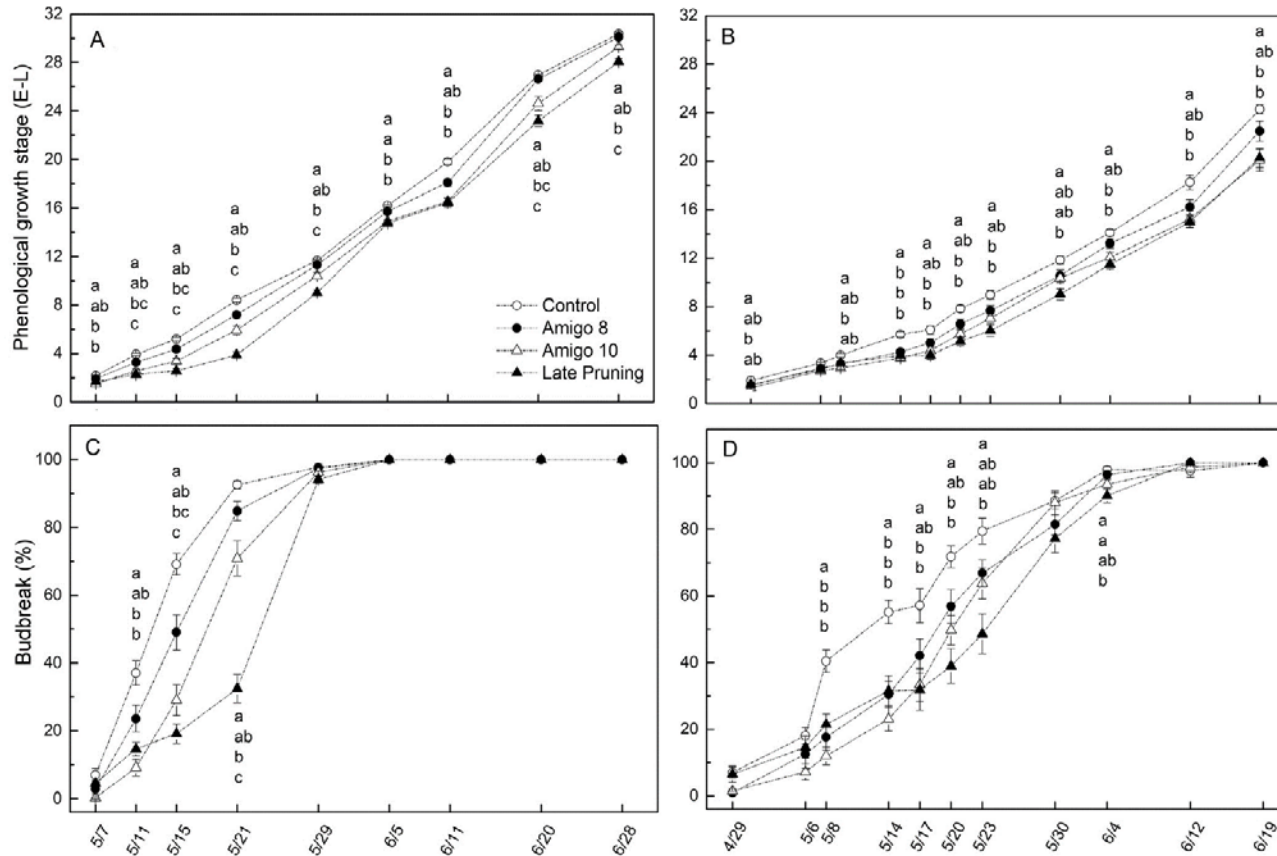 A
Phenological growth stage (E-L)
32
28
24
20
16
12
8
4
0
a
ab
b
b
a
ab
bc
c
a
ab
bc
c
a
ab
b
c
a
ab
b
c
a
a
b
b
a
ab
b
b
a
ab
bc
c
a
ab
b
c
Control
Amigo 8
Amigo 10
Late Pruning
B
32
28
24
20
16
12
8
4
0
a
ab
b
ab
a
ab
b
ab
a
b
b
b
a
ab
b
b
a
ab
b
b
a
ab
b
b
a
ab
ab
b
a
ab
b
b
a
ab
b
b
a
ab
b
b
C
Budbreak (%)
100
80
60
40
20
0
a
ab
b
b
a
ab
bc
c
a
ab
b
c
5/7
5/11
5/15
5/21
5/29
6/5
6/11
6/20
6/28
D
100
80
60
40
20
0
a
b
b
b
a
b
b
b
a
ab
b
b
a
ab
b
b
a
ab
ab
b
a
a
ab
b
4/29
5/6
5/8
5/14
5/17
5/20
5/23
5/30
6/4
6/12
6/19